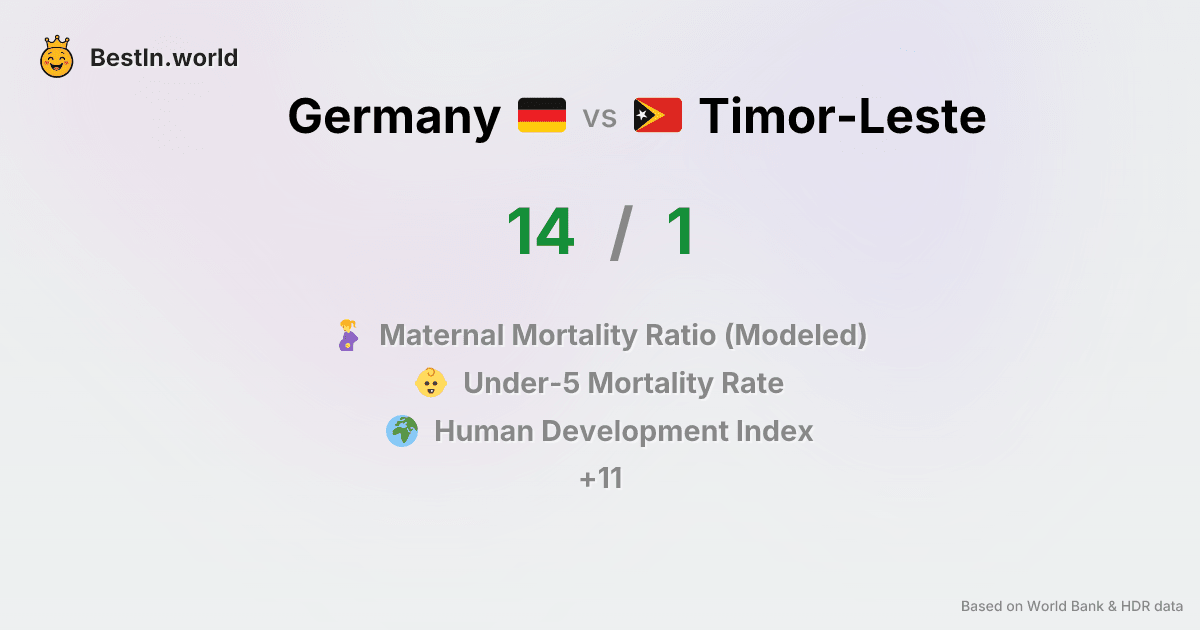 BestIn.world
Germany vs Timor-Leste
14 / 1
Maternal Mortality Ratio (Modeled)
Under-5 Mortality Rate
Human Development Index
+11
Based on World Bank & HDR data